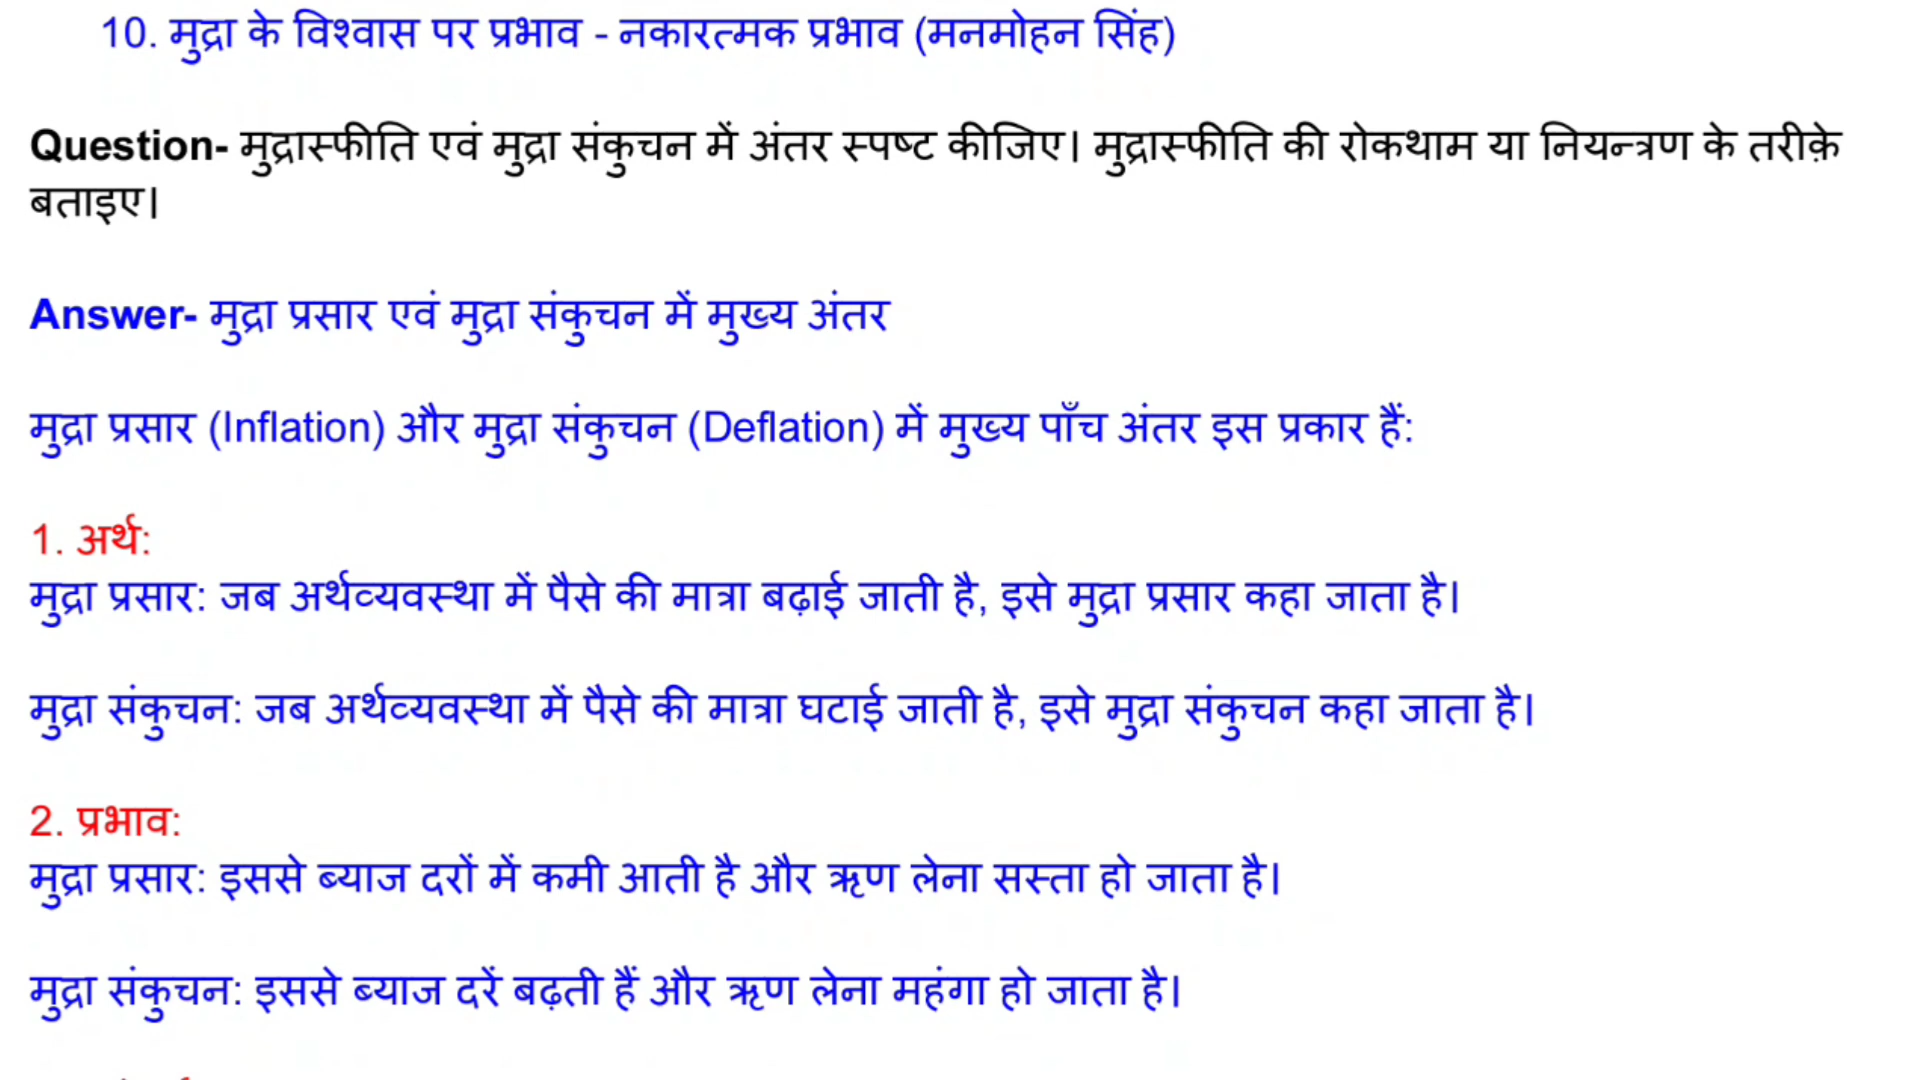 10. मुद्रा के विश्वास पर प्रभाव - नकारत्मक प्रभाव (मनमोहन सिंह)
Question- मुद्रास्फीति एवं मुद्रा संकुचन में अंतर स्पष्ट कीजिए। मुद्रास्फीति की रोकथाम या नियन्त्रण के तरीक़े
बताइए।
Answer- मुद्रा प्रसार एवं मुद्रा संकुचन में मुख्य अंतर
मुद्रा प्रसार (Inflation) और मुद्रा संकुचन (Deflation) में मुख्य पाँच अंतर इस प्रकार हैं:
1. अर्थ:
मुद्रा प्रसार: जब अर्थव्यवस्था में पैसे की मात्रा बढ़ाई जाती है, इसे मुद्रा प्रसार कहा जाता है।
मुद्रा संकुचन: जब अर्थव्यवस्था में पैसे की मात्रा घटाई जाती है, इसे मुद्रा संकुचन कहा जाता है।
2. प्रभाव:
मुद्रा प्रसार: इससे ब्याज दरों में कमी आती है और ऋण लेना सस्ता हो जाता है।
मुद्रा संकुचन: इससे ब्याज दरें बढ़ती हैं और ऋण लेना महंगा हो जाता है।